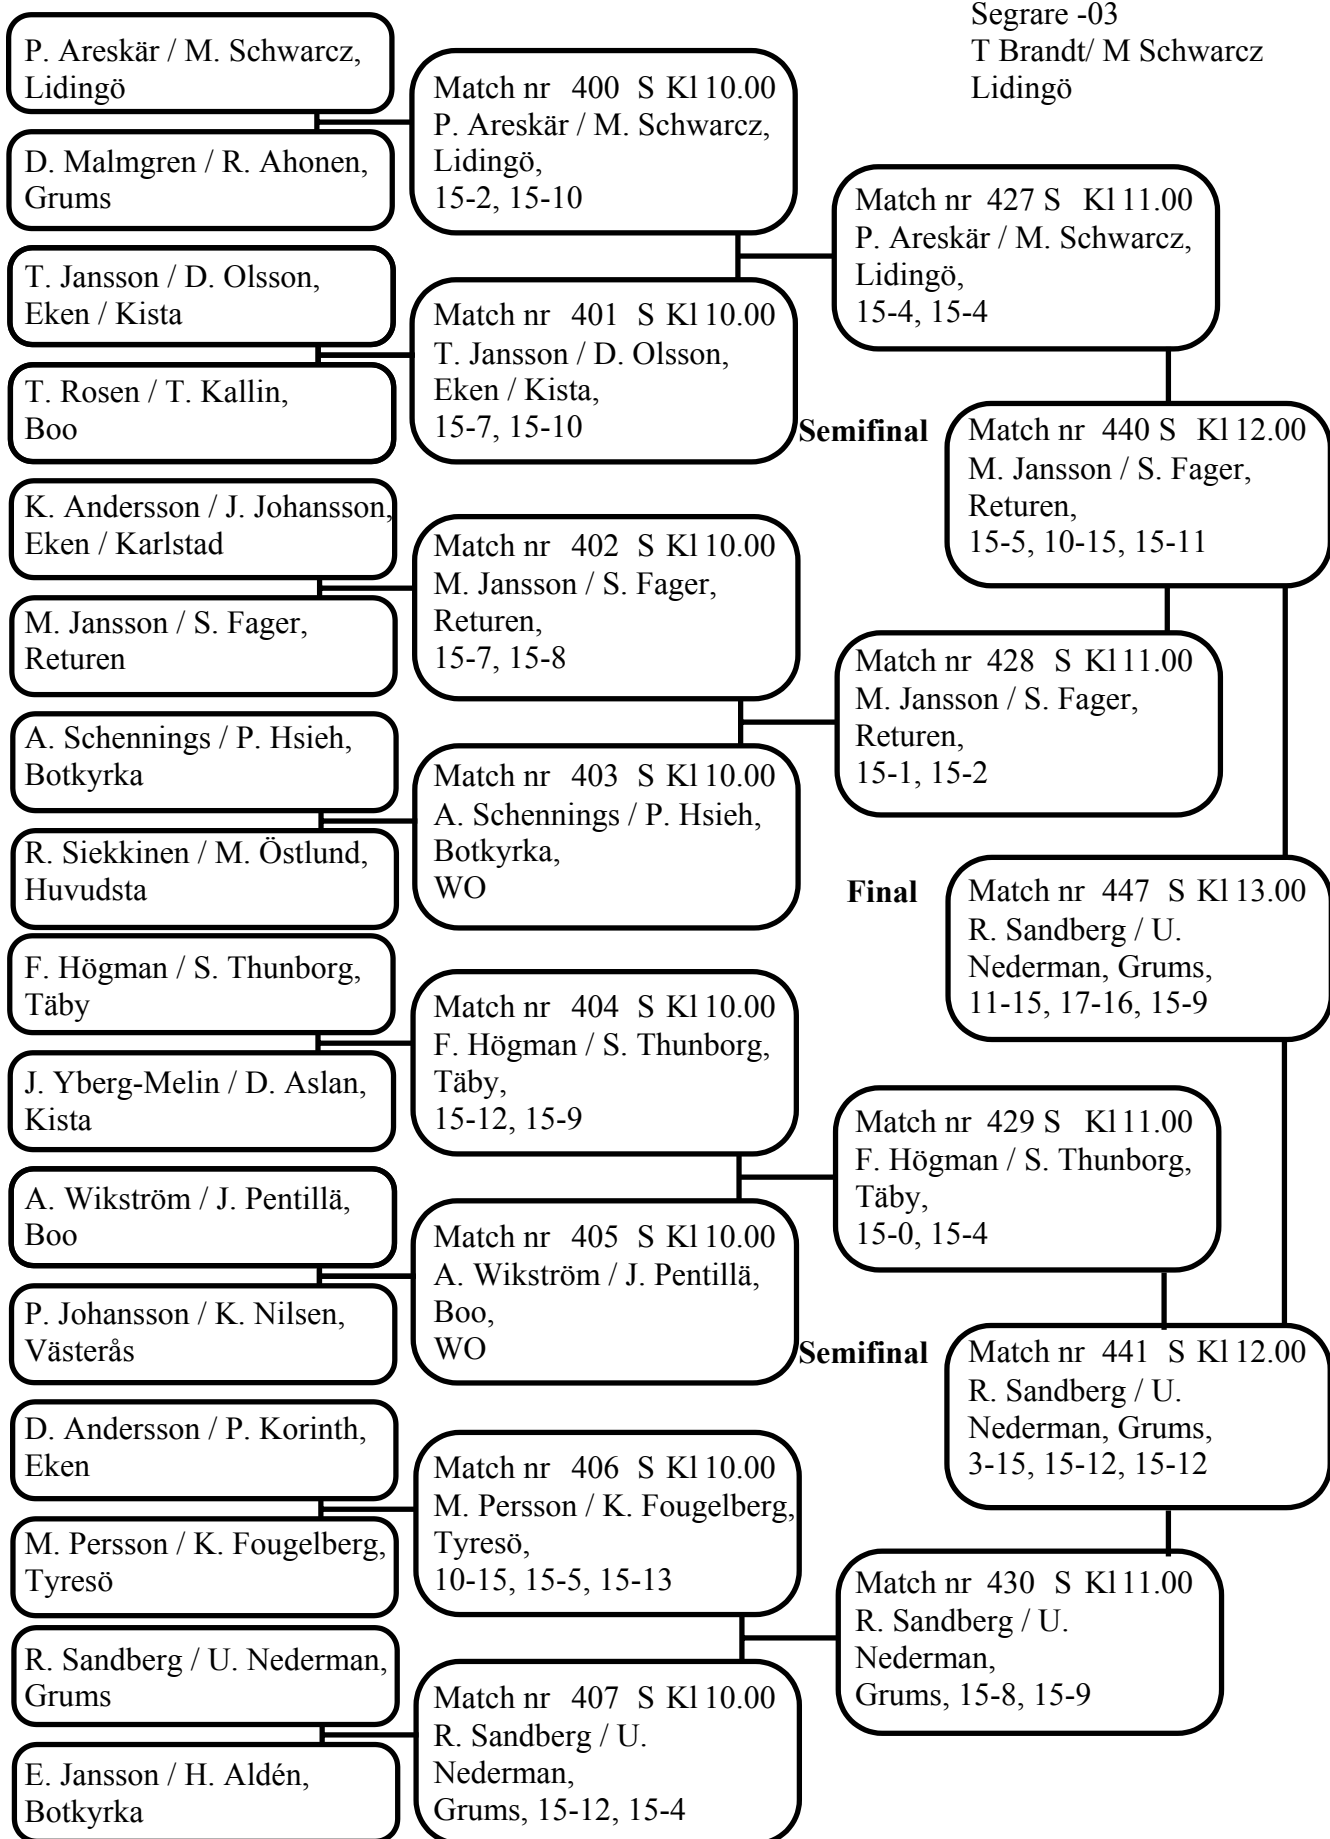 Segrare -03
T Brandt/ M Schwarcz
Lidingö
P. Areskär / M. Schwarcz,
Lidingö
D. Malmgren / R. Ahonen,
Grums
T. Jansson / D. Olsson,
Eken / Kista
T. Rosen / T. Kallin,
Boo
K. Andersson / J. Johansson,
Eken / Karlstad
M. Jansson / S. Fager,
Returen
A. Schennings / P. Hsieh,
Botkyrka
R. Siekkinen / M. Östlund,
Huvudsta
F. Högman / S. Thunborg,
Täby
J. Yberg-Melin / D. Aslan,
Kista
A. Wikström / J. Pentillä,
Boo
P. Johansson / K. Nilsen,
Västerås
D. Andersson / P. Korinth,
Eken
M. Persson / K. Fougelberg,
Tyresö
R. Sandberg / U. Nederman,
Grums
E. Jansson / H. Aldén,
Botkyrka
Match nr 400 S Kl 10.00
P. Areskär / M. Schwarcz,
Lidingö,
15-2, 15-10
Match nr 401 S Kl 10.00
T. Jansson / D. Olsson,
Eken / Kista,
15-7, 15-10
Match nr 402 S Kl 10.00
M. Jansson / S. Fager,
Returen,
15-7, 15-8
Match nr 403 S Kl 10.00
A. Schennings / P. Hsieh,
Botkyrka,
WO
Match nr 404 S Kl 10.00
F. Högman / S. Thunborg,
Täby,
15-12, 15-9
Match nr 405 S Kl 10.00
A. Wikström / J. Pentillä,
Boo,
WO
Match nr 406 S Kl 10.00
M. Persson / K. Fougelberg,
Tyresö,
10-15, 15-5, 15-13
Match nr 407 S Kl 10.00
R. Sandberg / U.
Nederman,
Grums, 15-12, 15-4
Match nr 427 S Kl 11.00
P. Areskär / M. Schwarcz,
Lidingö,
15-4, 15-4
Match nr 428 S Kl 11.00
M. Jansson / S. Fager,
Returen,
15-1, 15-2
Match nr 429 S Kl 11.00
F. Högman / S. Thunborg,
Täby,
15-0, 15-4
Match nr 430 S Kl 11.00
R. Sandberg / U.
Nederman,
Grums, 15-8, 15-9
Semifinal
Match nr 440 S Kl 12.00
M. Jansson / S. Fager,
Returen,
15-5, 10-15, 15-11
Final
Match nr 447 S Kl 13.00
R. Sandberg / U.
Nederman, Grums,
11-15, 17-16, 15-9
Semifinal
Match nr 441 S Kl 12.00
R. Sandberg / U.
Nederman, Grums,
3-15, 15-12, 15-12